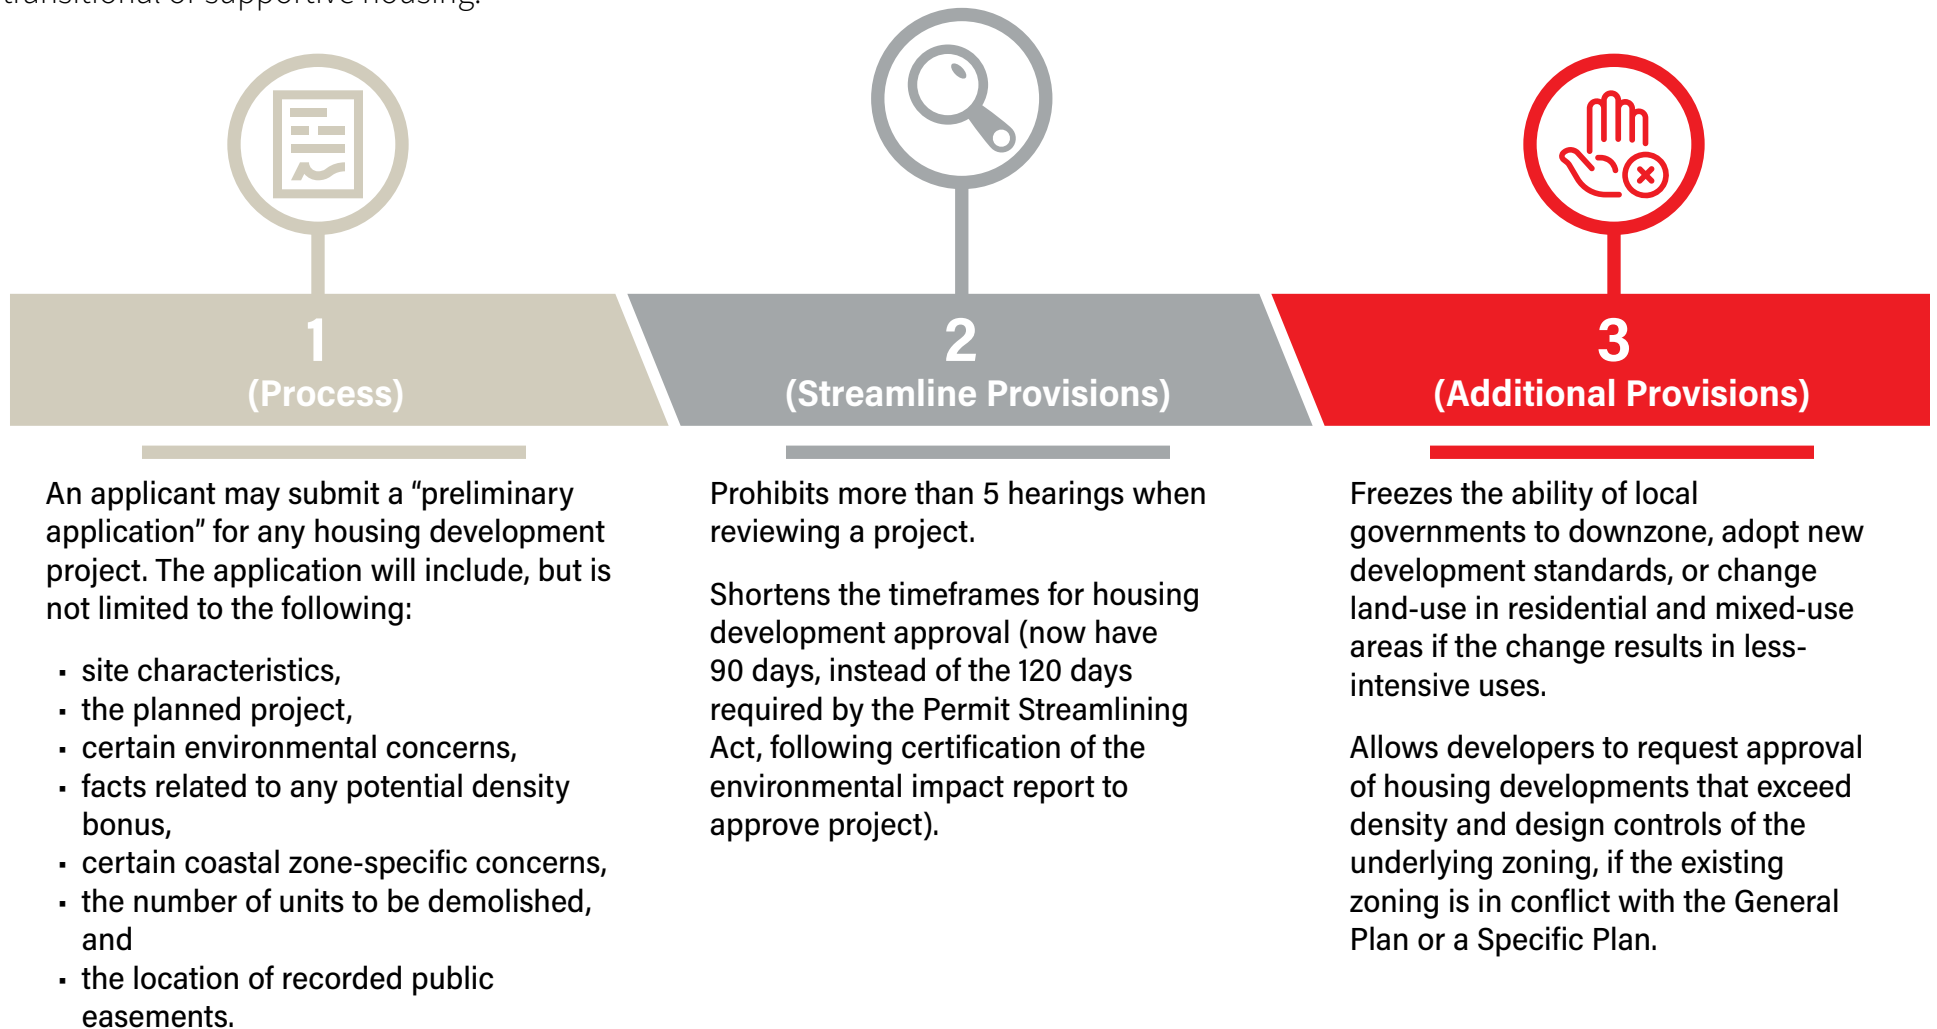 transitional or supportive housing.
1
(Process)
An applicant may submit a “preliminary
application” for any housing development
project. The application will include, but is
not limited to the following:
▪ site characteristics,
▪ the planned project,
▪ certain environmental concerns,
▪ facts related to any potential density
bonus,
▪ certain coastal zone-specific concerns,
▪ the number of units to be demolished,
and
▪ the location of recorded public
easements.
2
(Streamline Provisions)
Prohibits more than 5 hearings when
reviewing a project.
Shortens the timeframes for housing
development approval (now have
90 days, instead of the 120 days
required by the Permit Streamlining
Act, following certification of the
environmental impact report to
approve project).
3
(Additional Provisions)
Freezes the ability of local
governments to downzone, adopt new
development standards, or change
land-use in residential and mixed-use
areas if the change results in less-
intensive uses.
Allows developers to request approval
of housing developments that exceed
density and design controls of the
underlying zoning, if the existing
zoning is in conflict with the General
Plan or a Specific Plan.